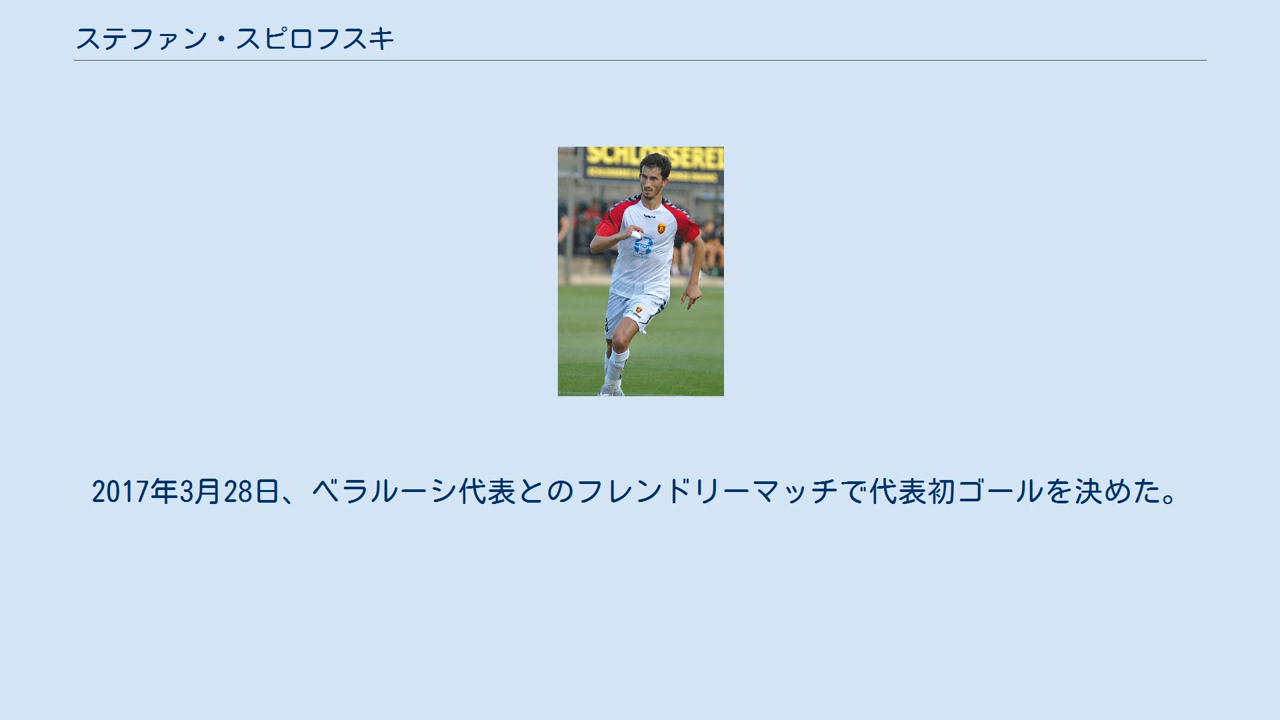 ステファン・スピロフスキ
SCHLOSSEREI
2017年3月28日、ベラルーシ代表とのフレンドリーマッチで代表初ゴールを決めた。